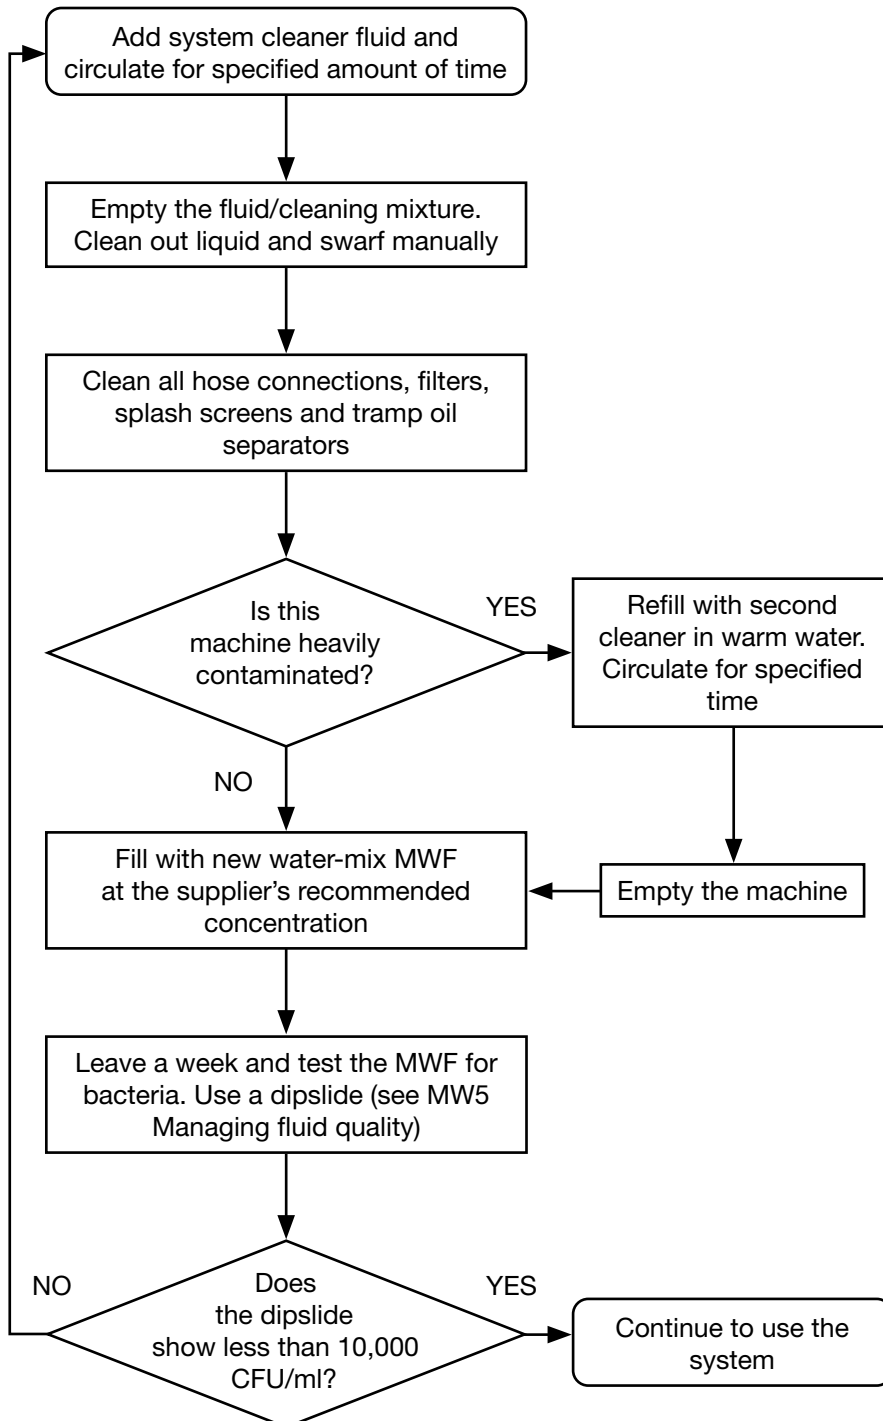 Add system cleaner fluid and
circulate for specified amount of time
Empty the fluid/cleaning mixture.
Clean out liquid and swarf manually
Clean all hose connections, filters,
splash screens and tramp oil
separators
Is this
machine heavily
contaminated?
YES
Refill with second
cleaner in warm water.
Circulate for specified
time
NO
Fill with new water-mix MWF
at the supplier’s recommended
concentration
Empty the machine
Leave a week and test the MWF for
bacteria. Use a dipslide (see MW5
Managing fluid quality)
NO
Does
the dipslide
show less than 10,000
CFU/ml?
YES
Continue to use the
system